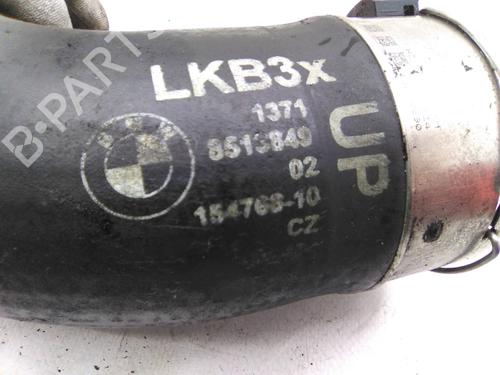 LKB3x
1371
8513849
02
154768-10
CZ
UP
B-PARTS